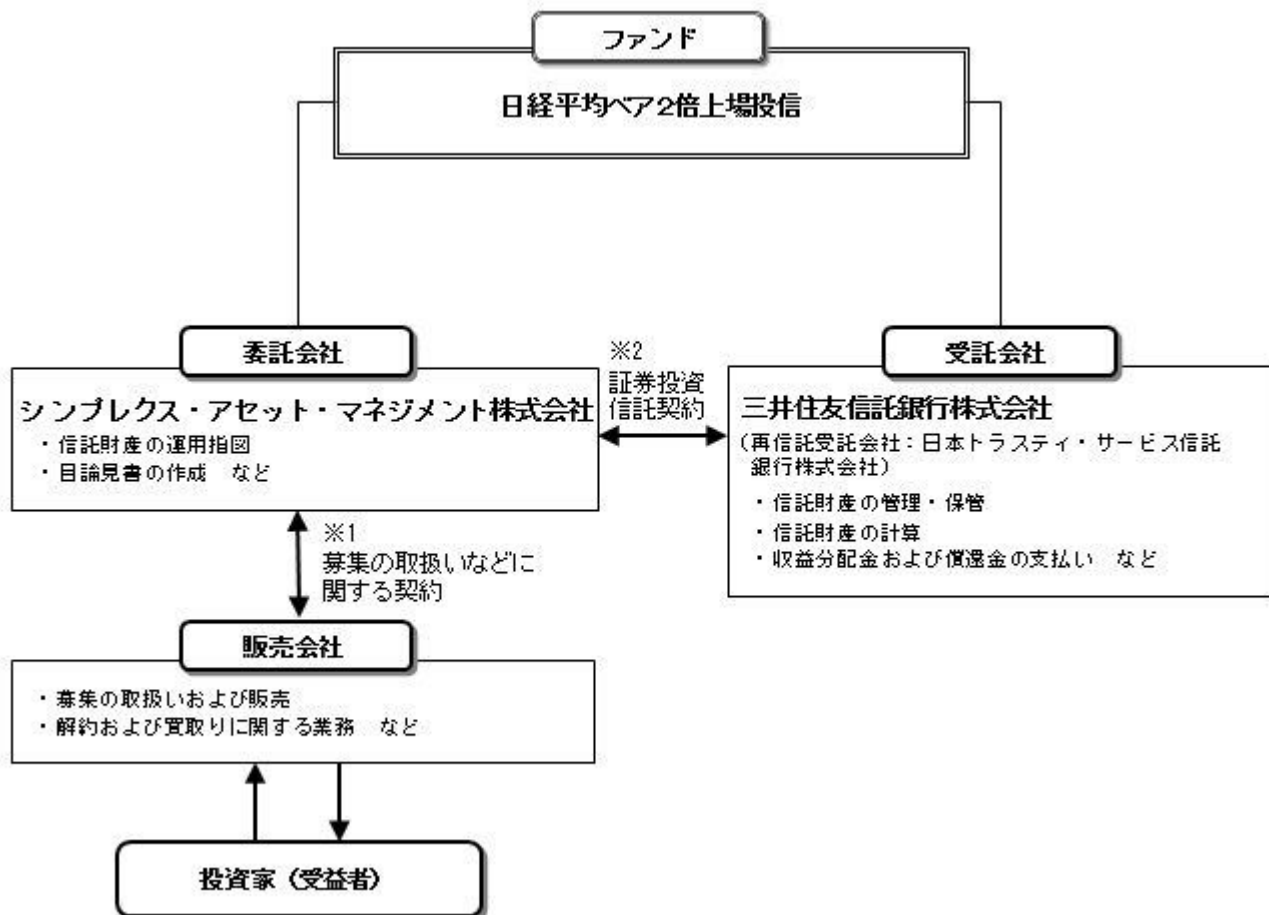 ファンド
日経平均ベア2倍上場投信
委託会社
シンプレクス・アセット・マネジメント株式会社
・信託財産の運用指図
・目論見書の作成　など
※2
証券投資
信託契約
受託会社
三井住友信託銀行株式会社
(再信託受託会社：日本トラスティ・サービス信託
銀行株式会社)
・信託財産の管理・保管
・信託財産の計算
・収益分配金および償還金の支払い　など
※1
募集の取扱いなどに
関する契約
販売会社
・募集の取扱いおよび販売
・解約および買取りに関する業務　など
投資家（受益者）